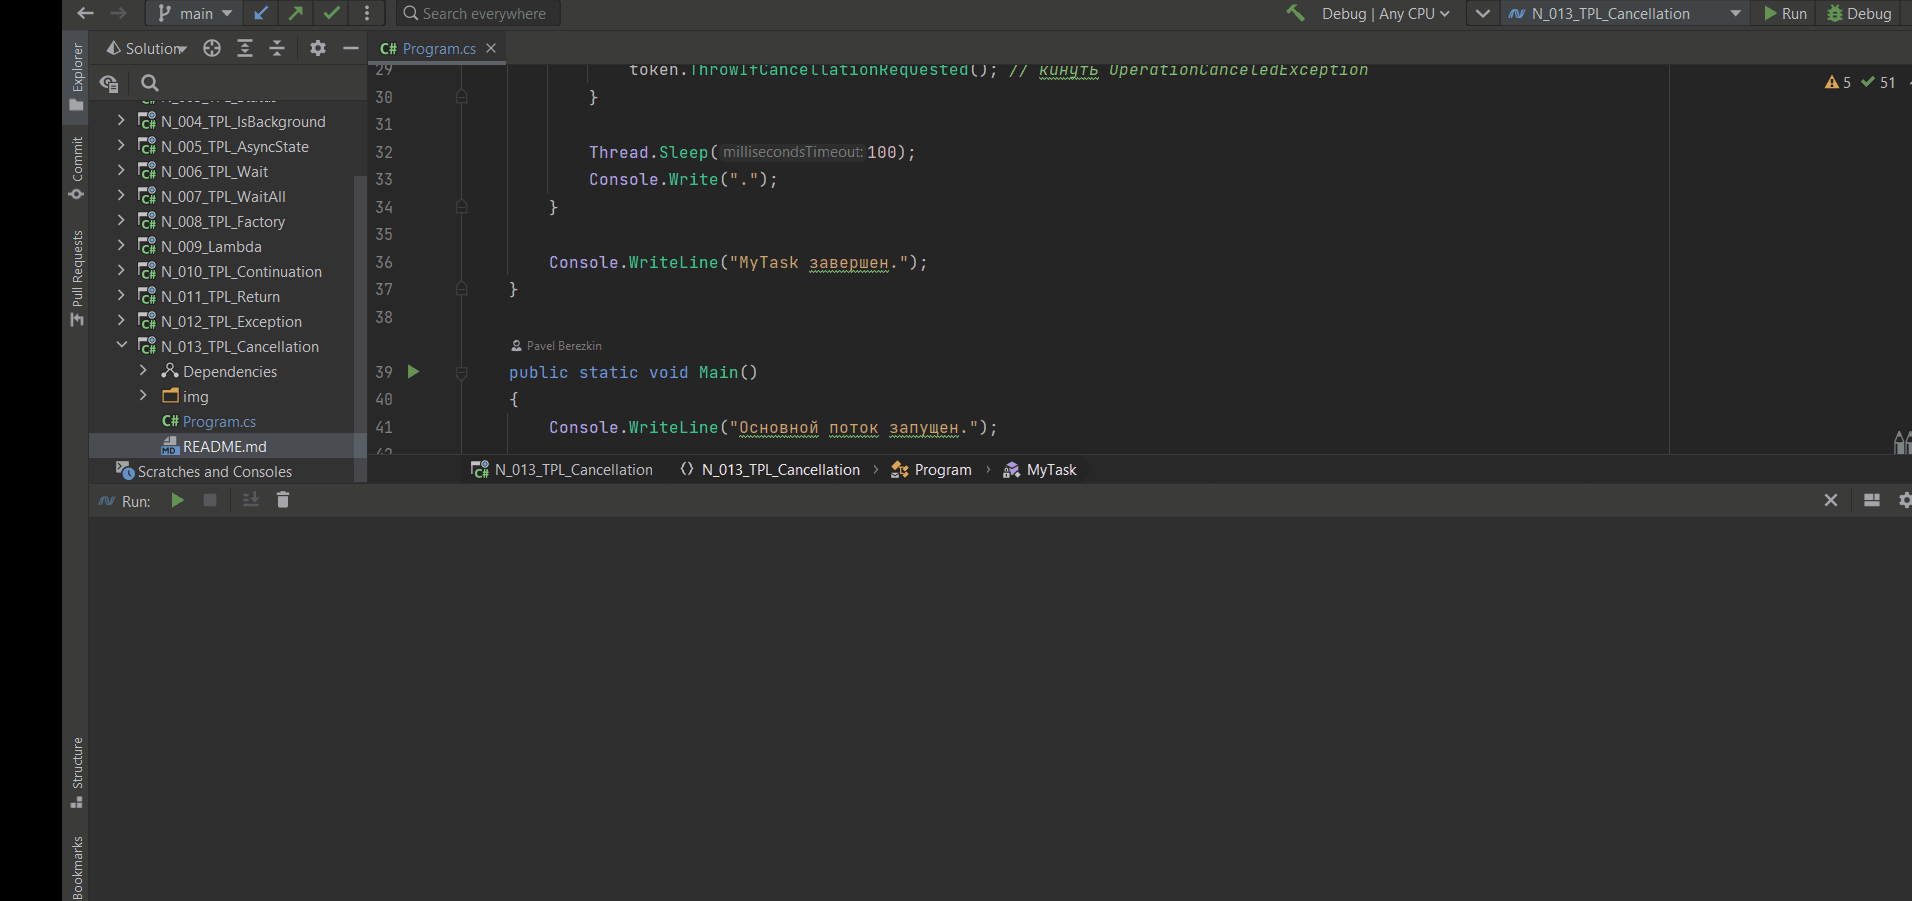 main
Search everywhere
Debug | Any CPU
N_013_TPL_Cancellation
Run
Debug
Explorer
Commit
Pull Requests
Structure
Bookmarks
Solution
C# Program.cs
N_004_TPL_IsBackground
N_005_TPL_AsyncState
N_006_TPL_Wait
N_007_TPL_WaitAll
N_008_TPL_Factory
N_009_Lambda
N_010_TPL_Continuation
N_011_TPL_Return
N_012_TPL_Exception
N_013_TPL_Cancellation
Dependencies
img
C# Program.cs
README.md
Scratches and Consoles
29 token.ThrowIfCancellationRequested(); // кинуть OperationCanceledException
5 51
30 }
31
32 Thread.Sleep( millisecondsTimeout: 100);
33 Console.Write(".");
34 }
35
36 Console.WriteLine("MyTask завершен.");
37 }
38
Pavel Berezkin
39 public static void Main()
40 {
41 Console.WriteLine("Основной поток запущен.");
42
N_013_TPL_Cancellation N_013_TPL_Cancellation Program MyTask
Run: